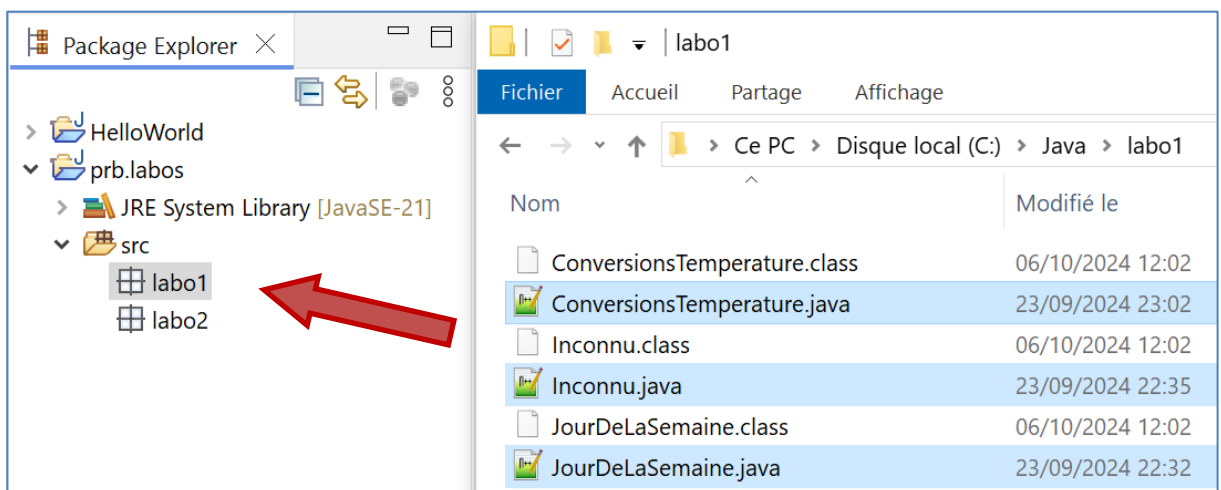 Package Explorer
HelloWorld
prb.labos
JRE System Library [JavaSE-21]
src
labo1
labo2
labo1
Fichier Accueil Partage Affichage
Ce PC > Disque local (C:) > Java > labo1
Nom Modifié le
ConversionsTemperature.class 06/10/2024 12:02
ConversionsTemperature.java 23/09/2024 23:02
Inconnu.class 06/10/2024 12:02
Inconnu.java 23/09/2024 22:35
JourDeLaSemaine.class 06/10/2024 12:02
JourDeLaSemaine.java 23/09/2024 22:32